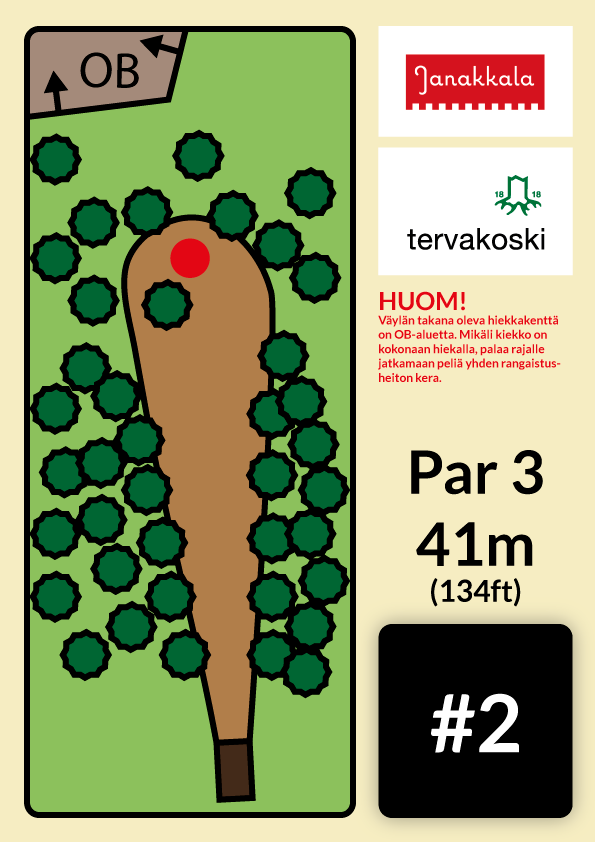 OB
Janakkala
18 18
tervakoski
HUOM!
Väylän takana oleva hiekkakenttä
on OB-aluetta. Mikäli kiekko on
kokonaan hiekalla, palaa rajalle
jatkamaan peliä yhden rangaistus-
heiton kera.
Par 3
41m
(134ft)
#2